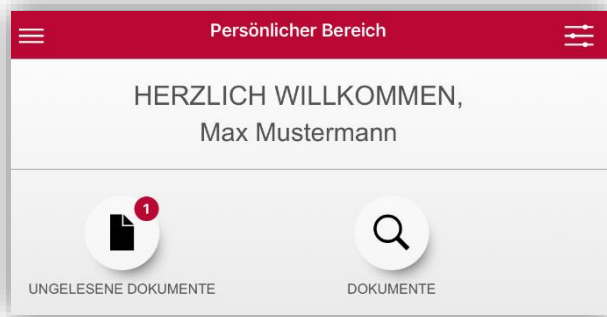 Persönlicher Bereich
HERZLICH WILLKOMMEN,
Max Mustermann
1
UNGELESENE DOKUMENTE
DOKUMENTE